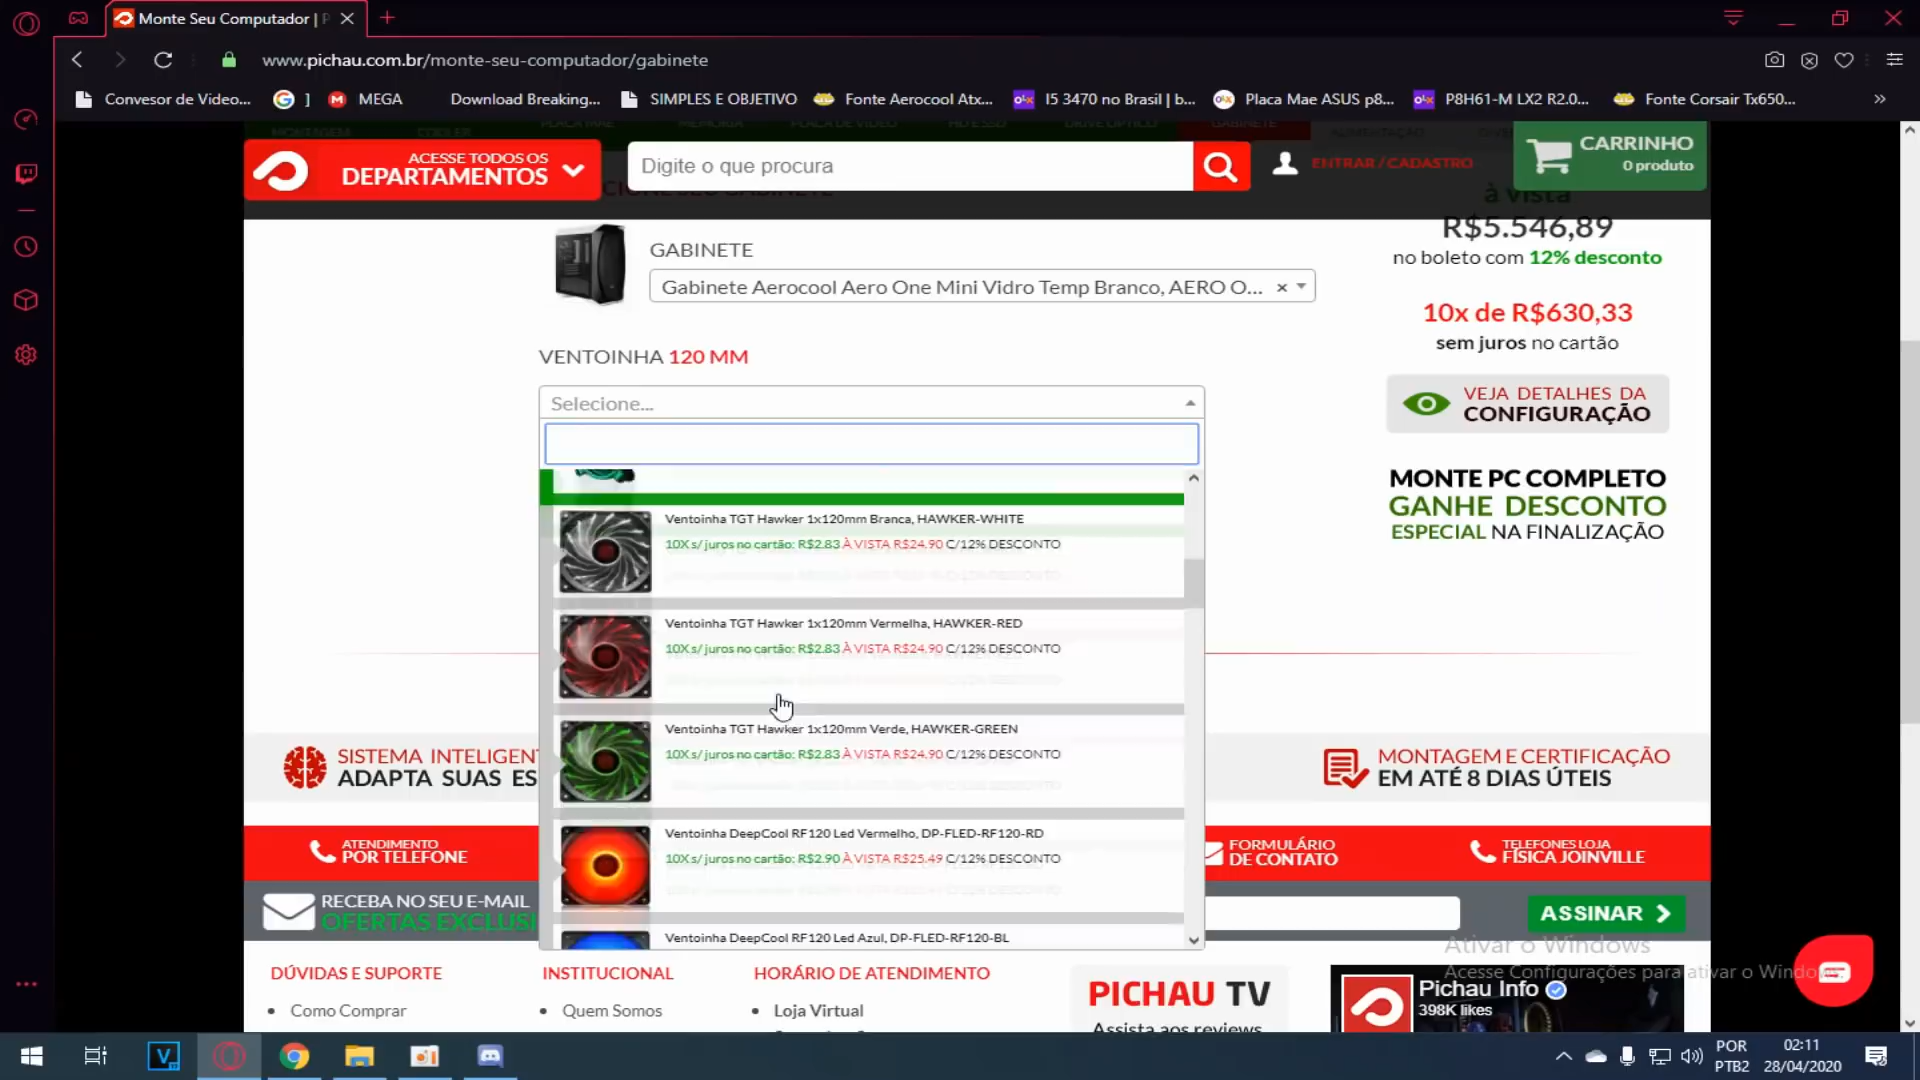 Monte Seu Computador | P
www.pichau.com.br/monte-seu-computador/gabinete
Convesor de Video...
]
MEGA
Download Breaking...
SIMPLES E OBJETIVO
Fonte Aerocool Atx...
I5 3470 no Brasil | b...
Placa Mae ASUS p8...
P8H61-M LX2 R2.0...
Fonte Corsair Tx650...
»
ACESSE TODOS OS
DEPARTAMENTOS
Digite o que procura
ENTRAR / CADASTRO
CARRINHO
0 produto
à vista
R$5.546,89
no boleto com 12% desconto
10x de R$630,33
sem juros no cartão
VEJA DETALHES DA
CONFIGURAÇÃO
MONTE PC COMPLETO
GANHE DESCONTO
ESPECIAL NA FINALIZAÇÃO
GABINETE
Gabinete Aerocool Aero One Mini Vidro Temp Branco, AERO O... ×
VENTOINHA 120 MM
Selecione...
Ventoinha TGT Hawker 1x120mm Branca, HAWKER-WHITE
10X s/ juros no cartão: R$2.83 À VISTA R$24.90 C/12% DESCONTO
Ventoinha TGT Hawker 1x120mm Vermelha, HAWKER-RED
10X s/ juros no cartão: R$2.83 À VISTA R$24.90 C/12% DESCONTO
Ventoinha TGT Hawker 1x120mm Verde, HAWKER-GREEN
10X s/ juros no cartão: R$2.83 À VISTA R$24.90 C/12% DESCONTO
Ventoinha DeepCool RF120 Led Vermelho, DP-FLED-RF120-RD
10X s/ juros no cartão: R$2.90 À VISTA R$25.49 C/12% DESCONTO
Ventoinha DeepCool RF120 Led Azul, DP-FLED-RF120-BL
SISTEMA INTELIGEN
ADAPTA SUAS ES
MONTAGEM E CERTIFICAÇÃO
EM ATÉ 8 DIAS ÚTEIS
ATENDIMENTO
POR TELEFONE
FORMULÁRIO
DE CONTATO
TELEFONES LOJA
FÍSICA JOINVILLE
RECEBA NO SEU E-MAIL
OFERTAS EXCLUSI
ASSINAR
Ativar o Windows
Acesse Configurações para ativar o Windows.
DÚVIDAS E SUPORTE
• Como Comprar
INSTITUCIONAL
• Quem Somos
HORÁRIO DE ATENDIMENTO
• Loja Virtual
PICHAU TV
Assista aos reviews
Pichau Info
398K likes
POR
PTB2
02:11
28/04/2020